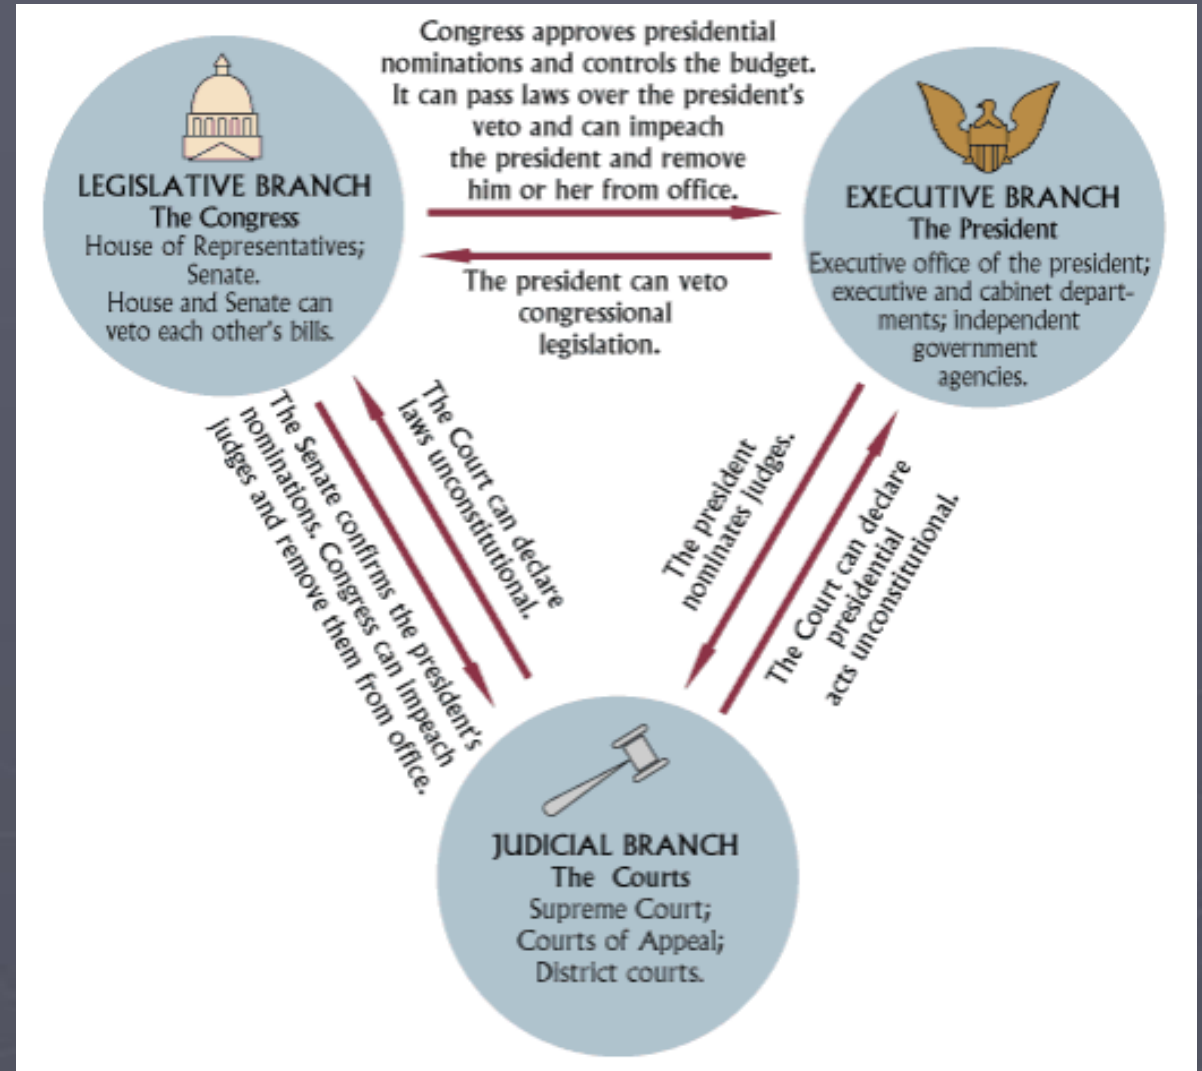 Congress approves presidential
nominations and controls the budget.
It can pass laws over the president's
veto and can impeach
the president and remove
him or her from office.
LEGISLATIVE BRANCH
The Congress
House of Representatives;
Senate.
House and Senate can
veto each other's bills.
EXECUTIVE BRANCH
The President
Executive office of the president;
executive and cabinet depart-
ments; independent
government
agencies.
The president can veto
congressional
legislation.
The Senate confirms the president's
nominations. Congress can impeach
judges and remove them from office.
The Court can declare
laws unconstitutional.
The president
nominates judges.
The Court can declare
presidential
acts unconstitutional.
JUDICIAL BRANCH
The Courts
Supreme Court;
Courts of Appeal;
District courts.